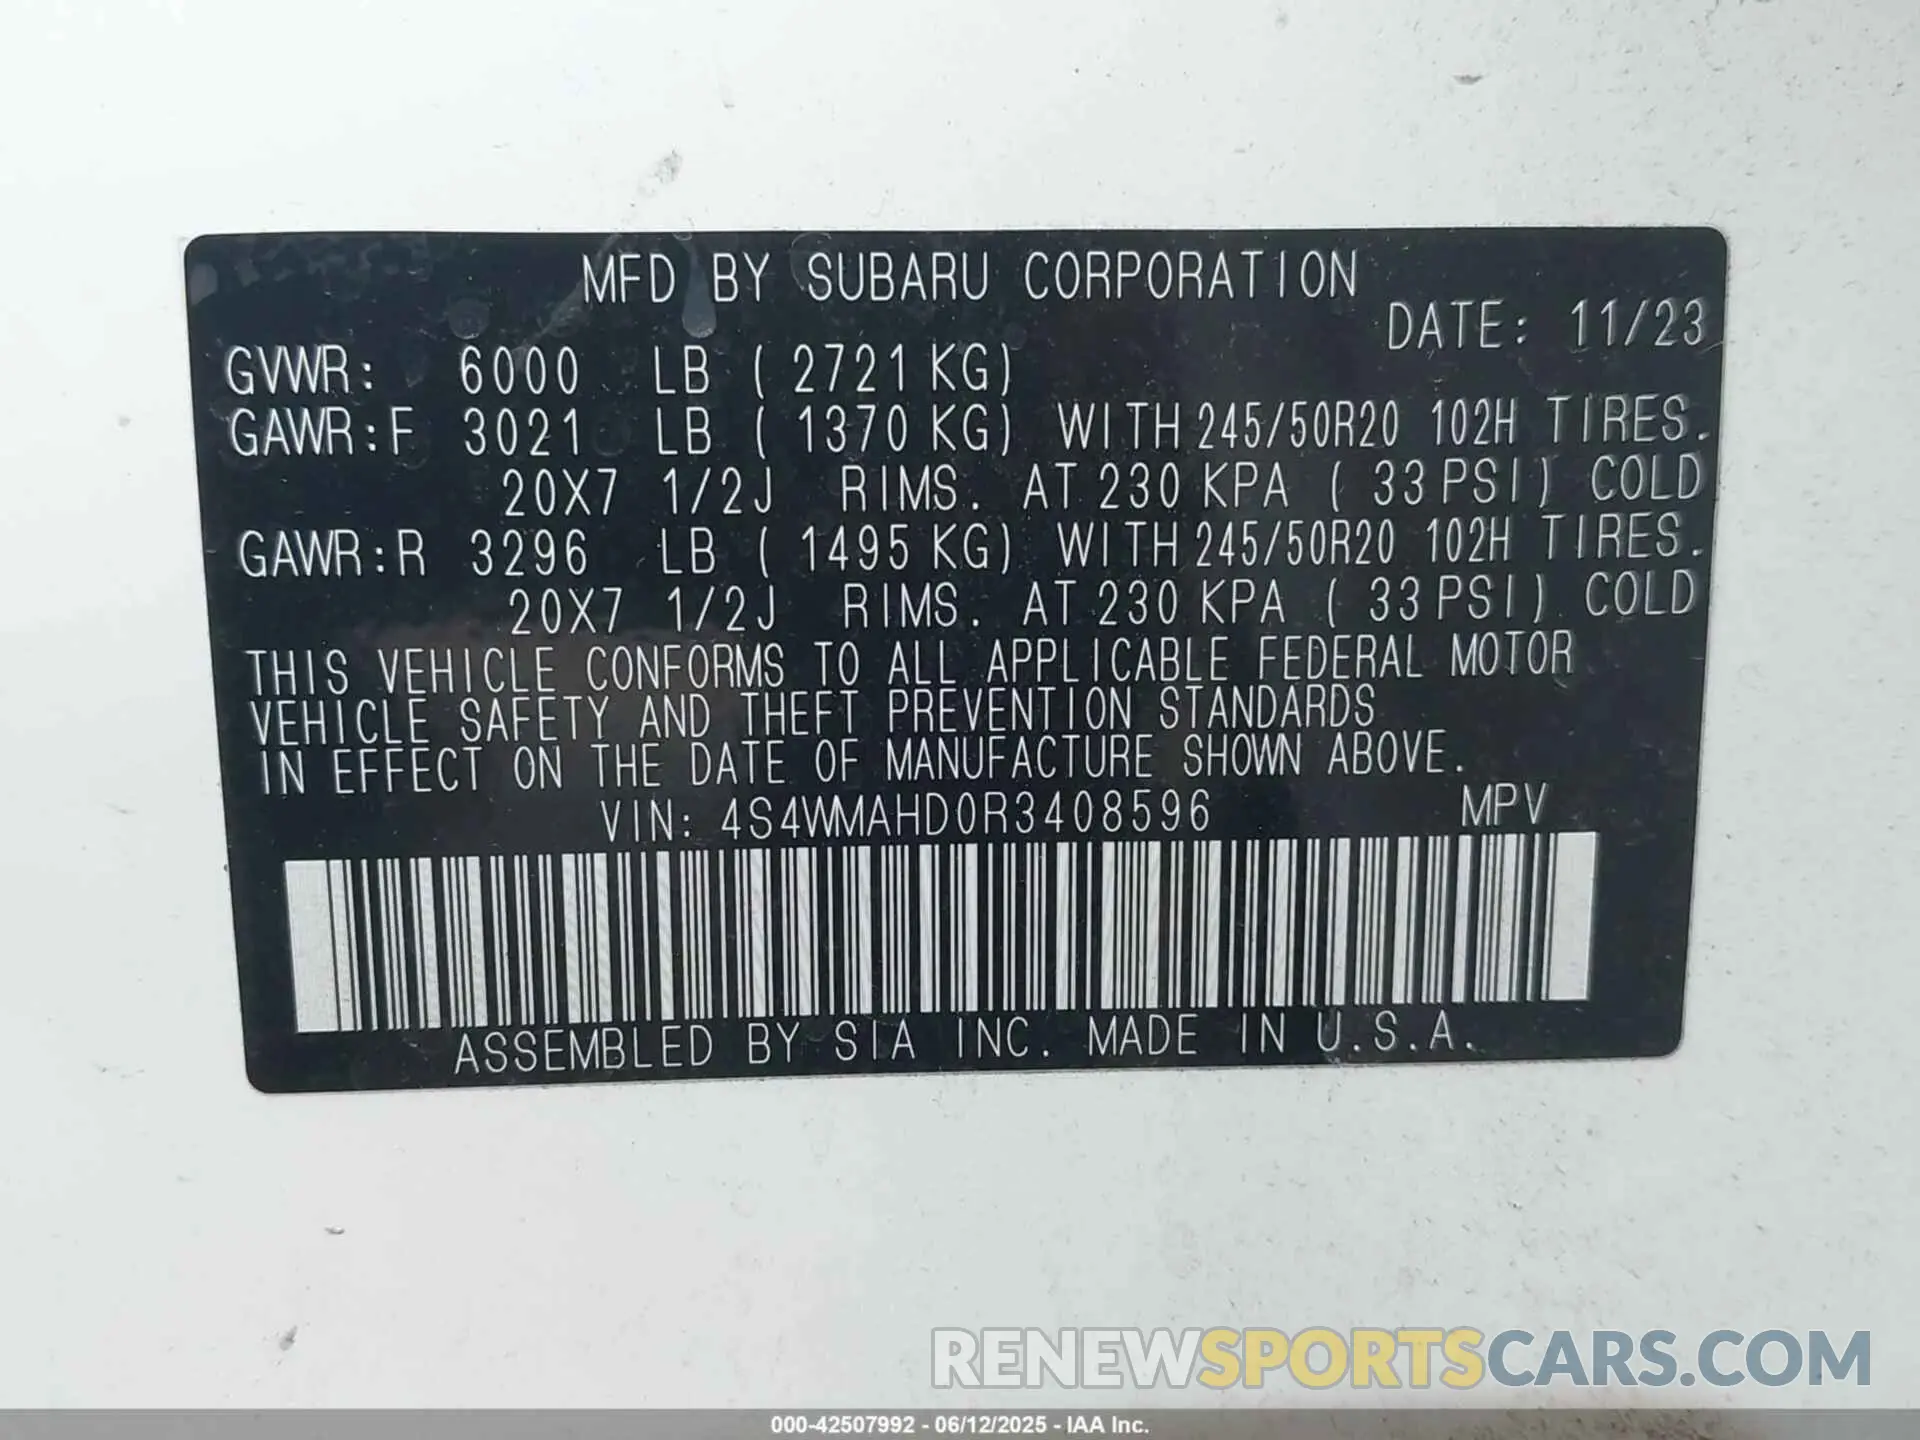 MFD BY SUBARU CORPORATION
DATE: 11/23
GVWR: 6000 LB ( 2721 KG)
GAWR:F 3021 LB ( 1370 KG) WITH 245/50R20 102H TIRES.
20X7 1/2J RIMS. AT 230 KPA ( 33 PSI) COLD
GAWR:R 3296 LB ( 1495 KG) WITH 245/50R20 102H TIRES.
20X7 1/2J RIMS. AT 230 KPA ( 33 PSI) COLD
THIS VEHICLE CONFORMS TO ALL APPLICABLE FEDERAL MOTOR
VEHICLE SAFETY AND THEFT PREVENTION STANDARDS
IN EFFECT ON THE DATE OF MANUFACTURE SHOWN ABOVE.
VIN: 4S4WMAHD0R3408596 MPV
ASSEMBLED BY SIA INC. MADE IN U.S.A.
RENEWSPORTSCARS.COM
000-42507992 - 06/12/2025 - IAA Inc.